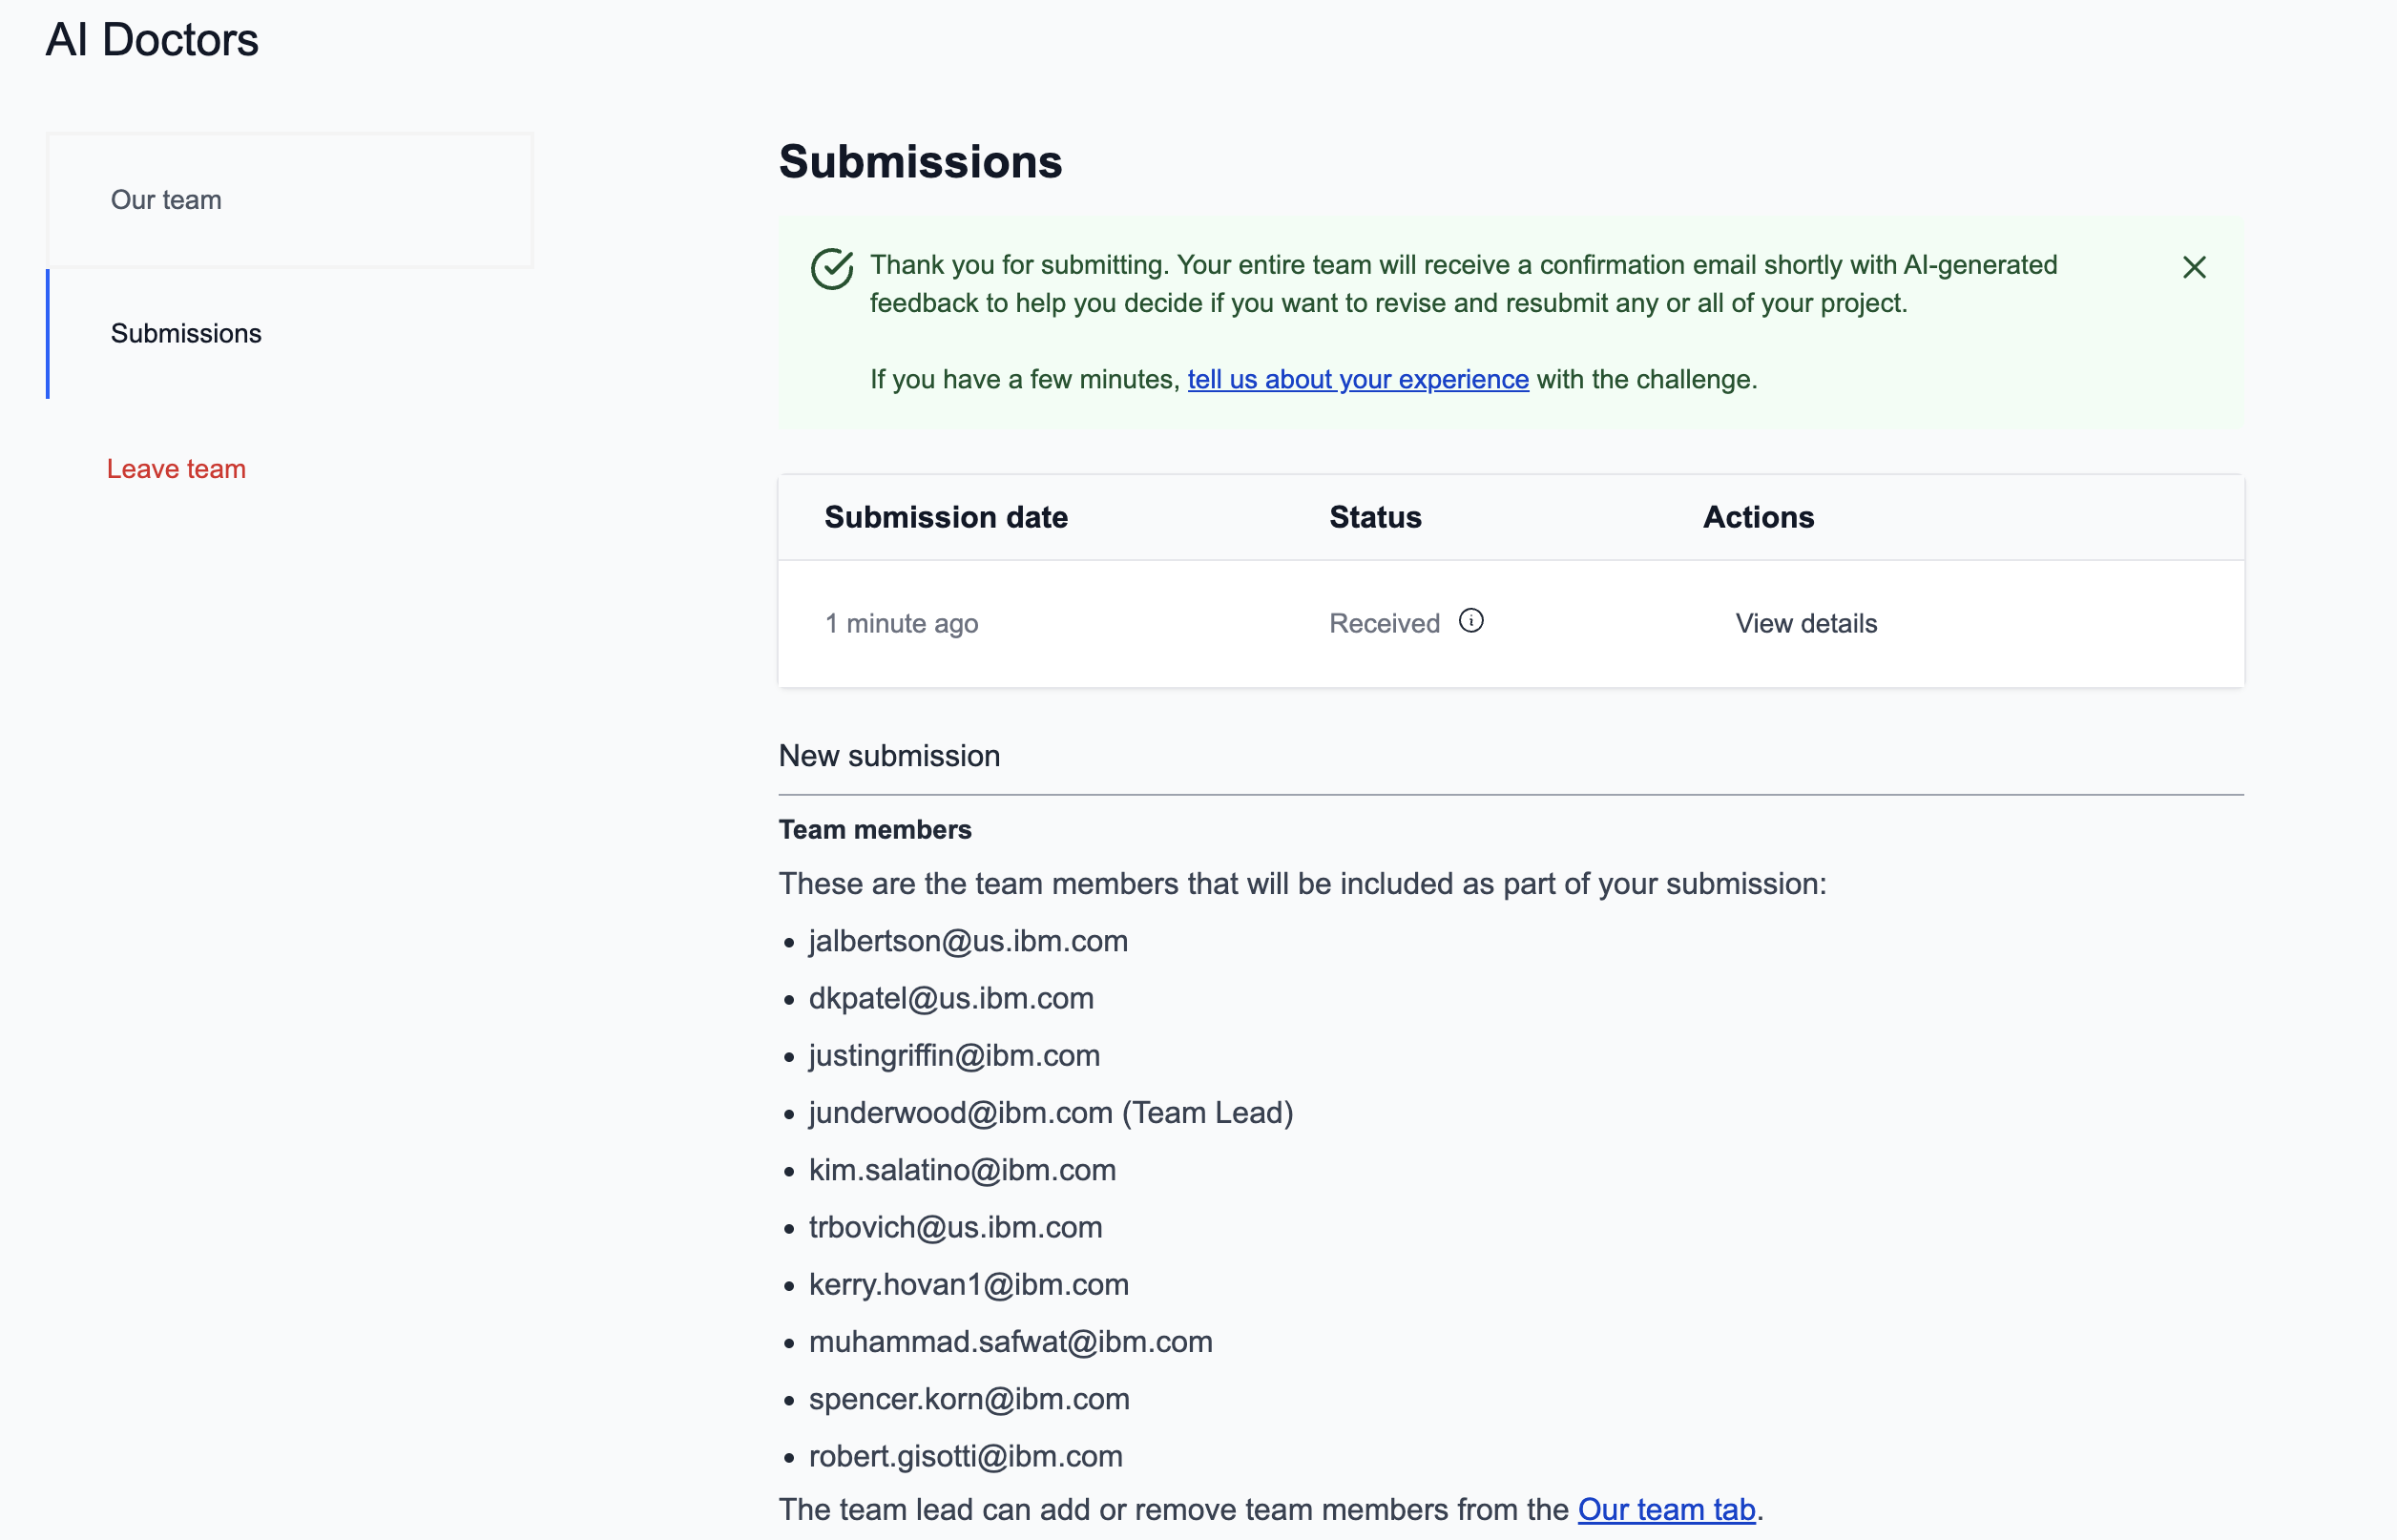 AI Doctors
Our team
Submissions
Leave team
Submissions
Thank you for submitting. Your entire team will receive a confirmation email shortly with AI-generated
feedback to help you decide if you want to revise and resubmit any or all of your project.
If you have a few minutes, tell us about your experience with the challenge.
Submission date Status Actions
1 minute ago Received View details
New submission
Team members
These are the team members that will be included as part of your submission:
• jalbertson@us.ibm.com
• dkpatel@us.ibm.com
• justingriffin@ibm.com
• junderwood@ibm.com (Team Lead)
• kim.salatino@ibm.com
• trbovich@us.ibm.com
• kerry.hovan1@ibm.com
• muhammad.safwat@ibm.com
• spencer.korn@ibm.com
• robert.gisotti@ibm.com
The team lead can add or remove team members from the Our team tab.